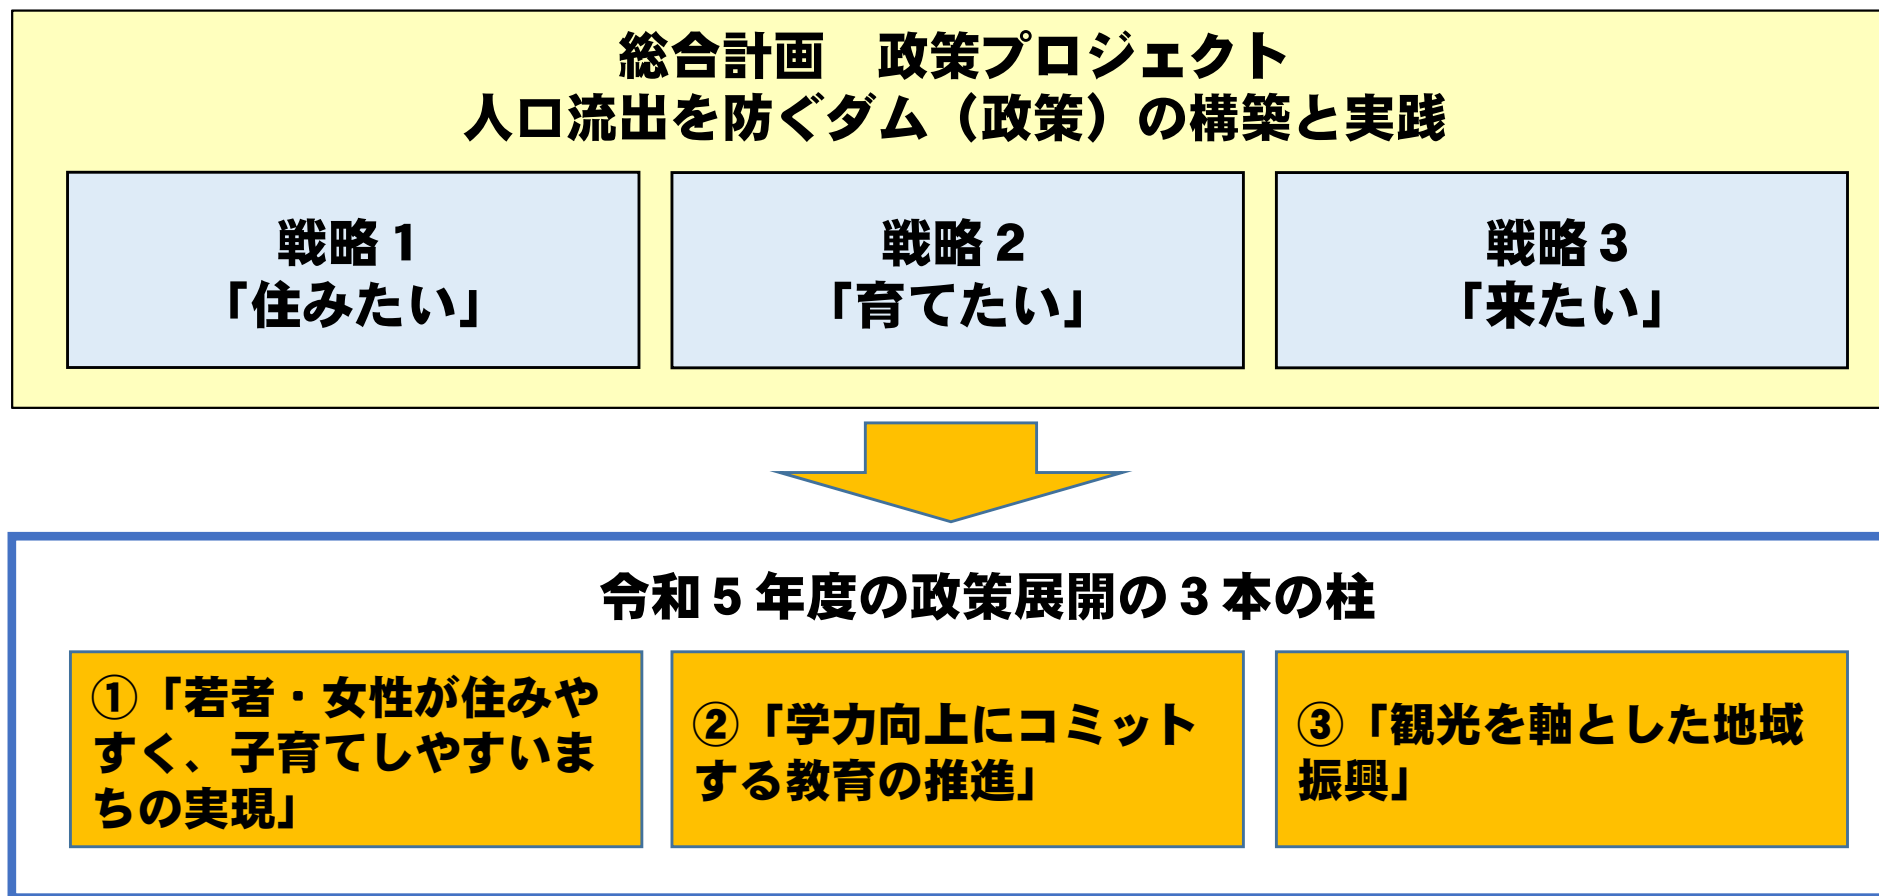 総合計画　政策プロジェクト
人口流出を防ぐダム（政策）の構築と実践
戦略1
「住みたい」
戦略2
「育てたい」
戦略3
「来たい」
令和5年度の政策展開の3本の柱
①「若者・女性が住みや
すく、子育てしやすいま
ちの実現」
②「学力向上にコミット
する教育の推進」
③「観光を軸とした地域
振興」